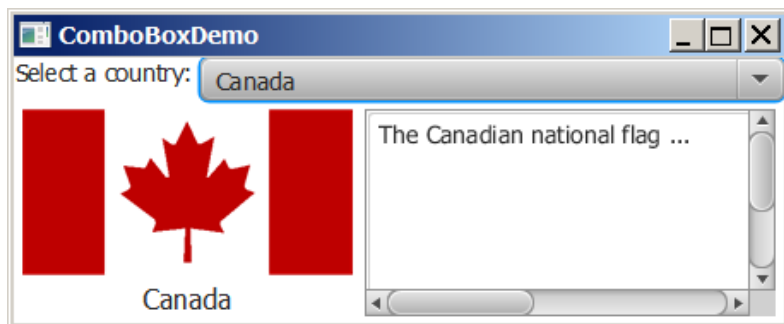 ComboBoxDemo
Select a country: Canada
The Canadian national flag ...
Canada